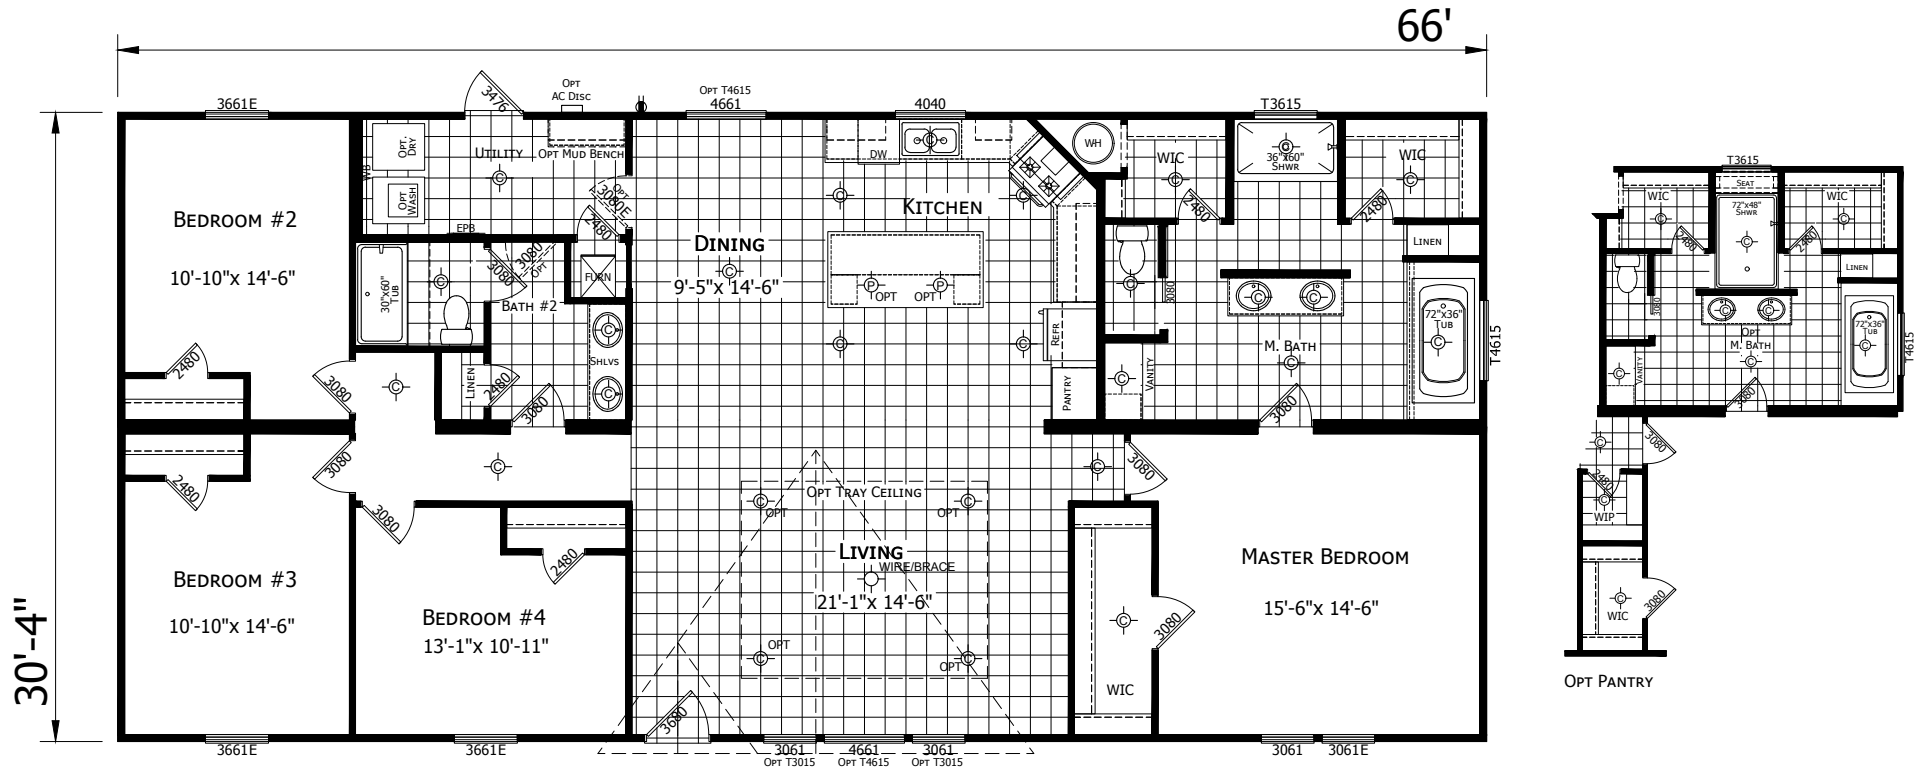 66'
30'-4"
3661E
3476
OPT
AC DISC
OPT T4615
4661
4040
T3615
BEDROOM #2
10'-10"x 14'-6"
WB
OPT.
DRY
OPT
WASH
UTILITY
C
OPT MUD BENCH
OPT
3080E
2480
EPB
FURN
30"x60"
TUB
C
3080
3080
OPT
BATH #2
LINEN
2480
SHLVS
C
C
3080
2480
3080
C
DINING
9'-5"x 14'-6"
C
DW
C
KITCHEN
C
C
P
OPT
P
OPT
C
C
REFR
PANTRY
WH
WIC
C
2480
36"x60"
SHWR
C
WIC
C
2480
LINEN
C
3080
C
C
72"x36"
TUB
C
T4615
M. BATH
C
VANITY
C
3080
2480
3080
BEDROOM #3
10'-10"x 14'-6"
3661E
C
3080
2480
BEDROOM #4
13'-1"x 10'-11"
3661E
OPT TRAY CEILING
C
OPT
C
OPT
LIVING
WIRE/BRACE
21'-1"x 14'-6"
C
OPT
C
OPT
3680
3061
OPT T3015
4661
OPT T4615
3061
OPT T3015
C
3080
C
3080
WIC
MASTER BEDROOM
15'-6"x 14'-6"
3061
3061E
T3615
WIC
C
2480
SEAT
72"x48"
SHWR
C
WIC
C
2480
LINEN
3080
C
C
OPT
M. BATH
C
72"x36"
TUB
C
T4615
VANITY
C
3080
C
3080
2480
C
WIP
C
WIC
3080
OPT PANTRY